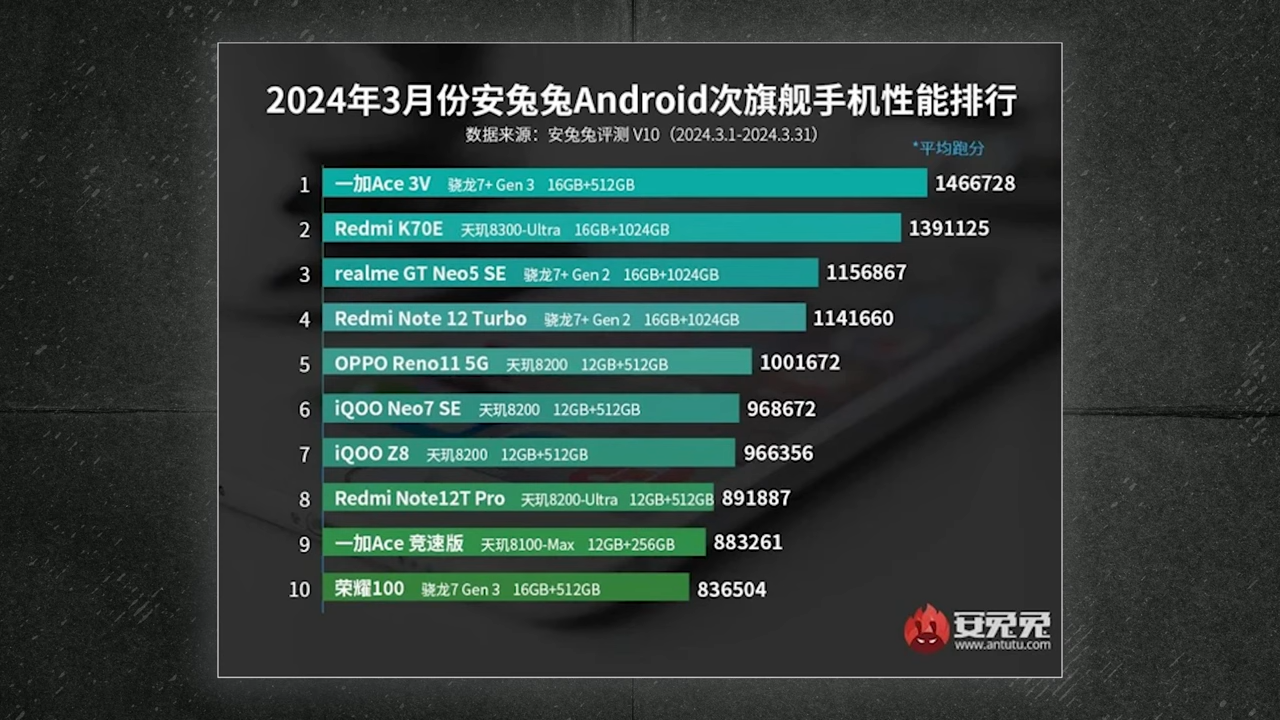 2024年3月份安兔兔Android次旗舰手机性能排行
数据来源：安兔兔评测 V10（2024.3.1-2024.3.31）
*平均跑分
1 一加Ace 3V 骁龙7+ Gen 3 16GB+512GB 1466728
2 Redmi K70E 天玑8300-Ultra 16GB+1024GB 1391125
3 realme GT Neo5 SE 骁龙7+ Gen 2 16GB+1024GB 1156867
4 Redmi Note 12 Turbo 骁龙7+ Gen 2 16GB+1024GB 1141660
5 OPPO Reno11 5G 天玑8200 12GB+512GB 1001672
6 iQOO Neo7 SE 天玑8200 12GB+512GB 968672
7 iQOO Z8 天玑8200 12GB+512GB 966356
8 Redmi Note12T Pro 天玑8200-Ultra 12GB+512GB 891887
9 一加Ace 竞速版 天玑8100-Max 12GB+256GB 883261
10 荣耀100 骁龙7 Gen 3 16GB+512GB 836504
安兔兔
www.antutu.com